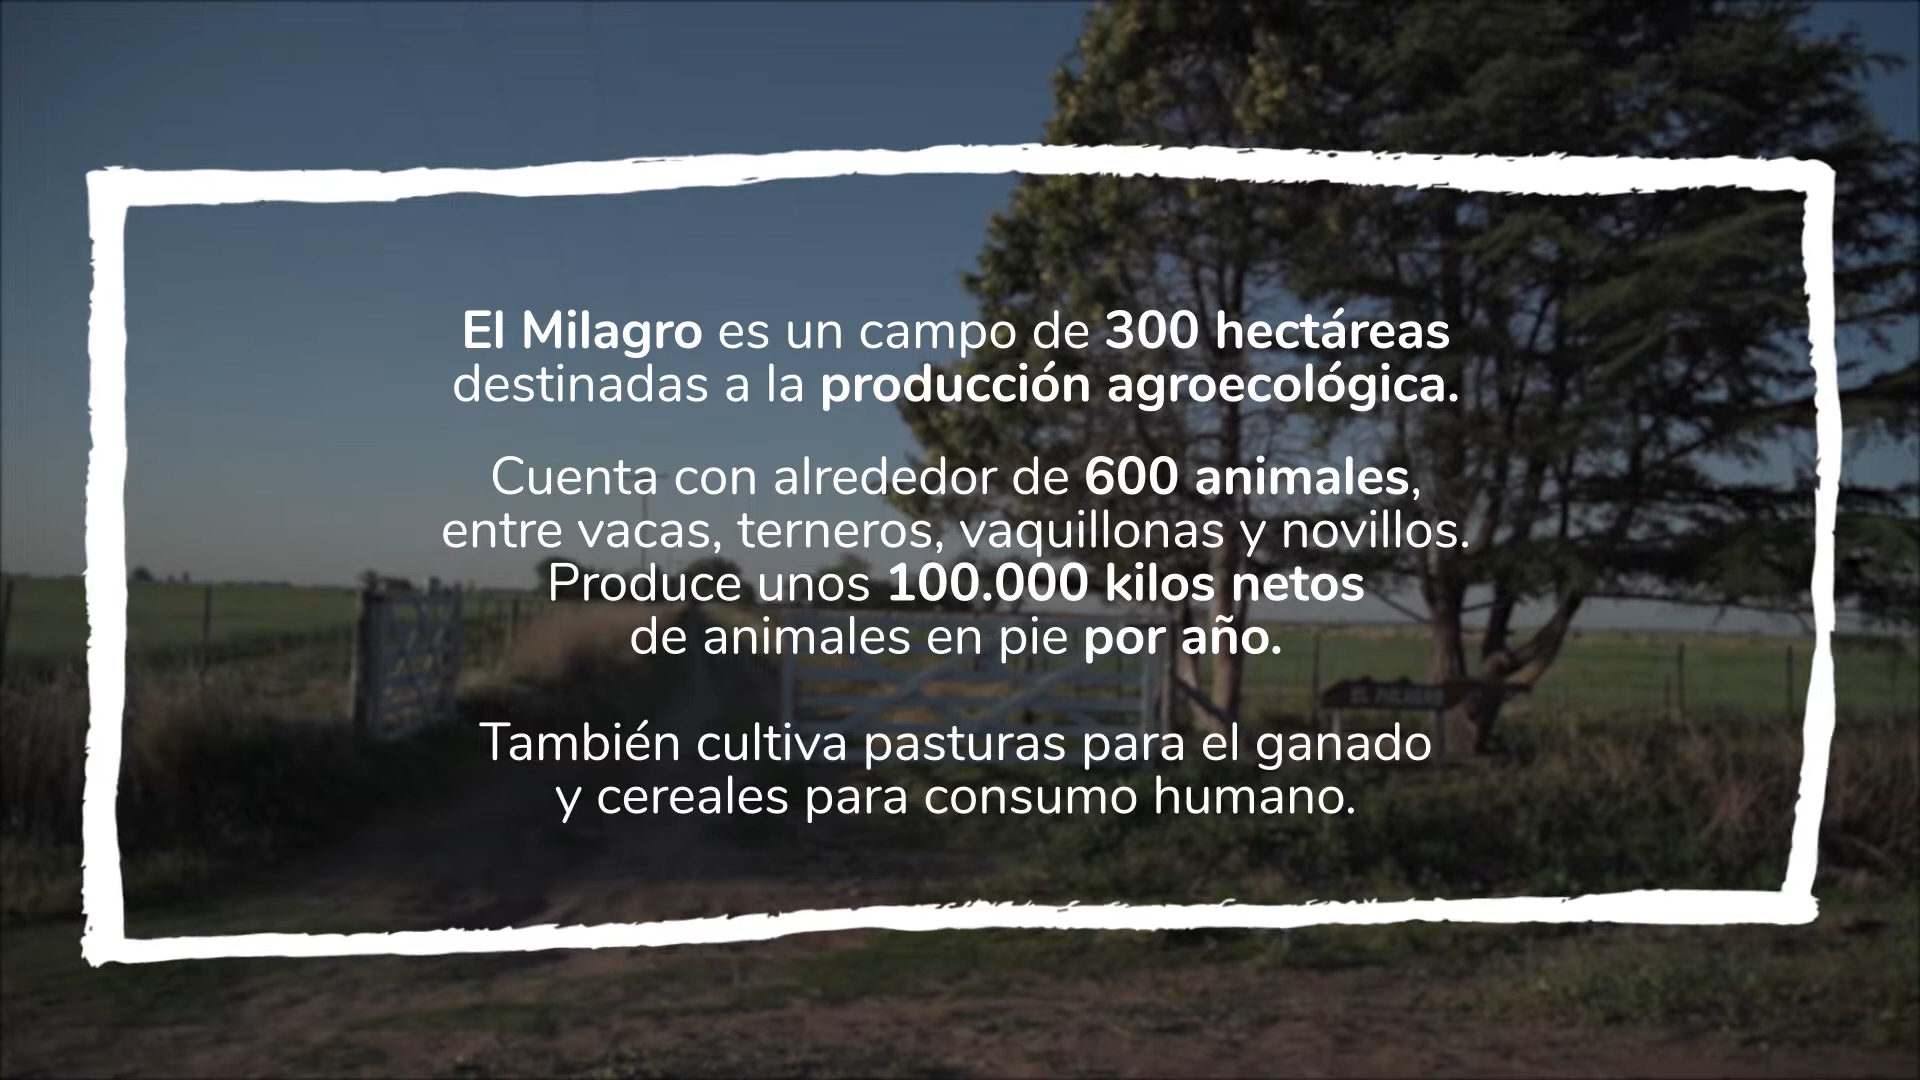 El Milagro es un campo de 300 hectáreas
destinadas a la producción agroecológica.
Cuenta con alrededor de 600 animales,
entre vacas, terneros, vaquillonas y novillos.
Produce unos 100.000 kilos netos
de animales en pie por año.
También cultiva pasturas para el ganado
y cereales para consumo humano.
EL MILAGRO